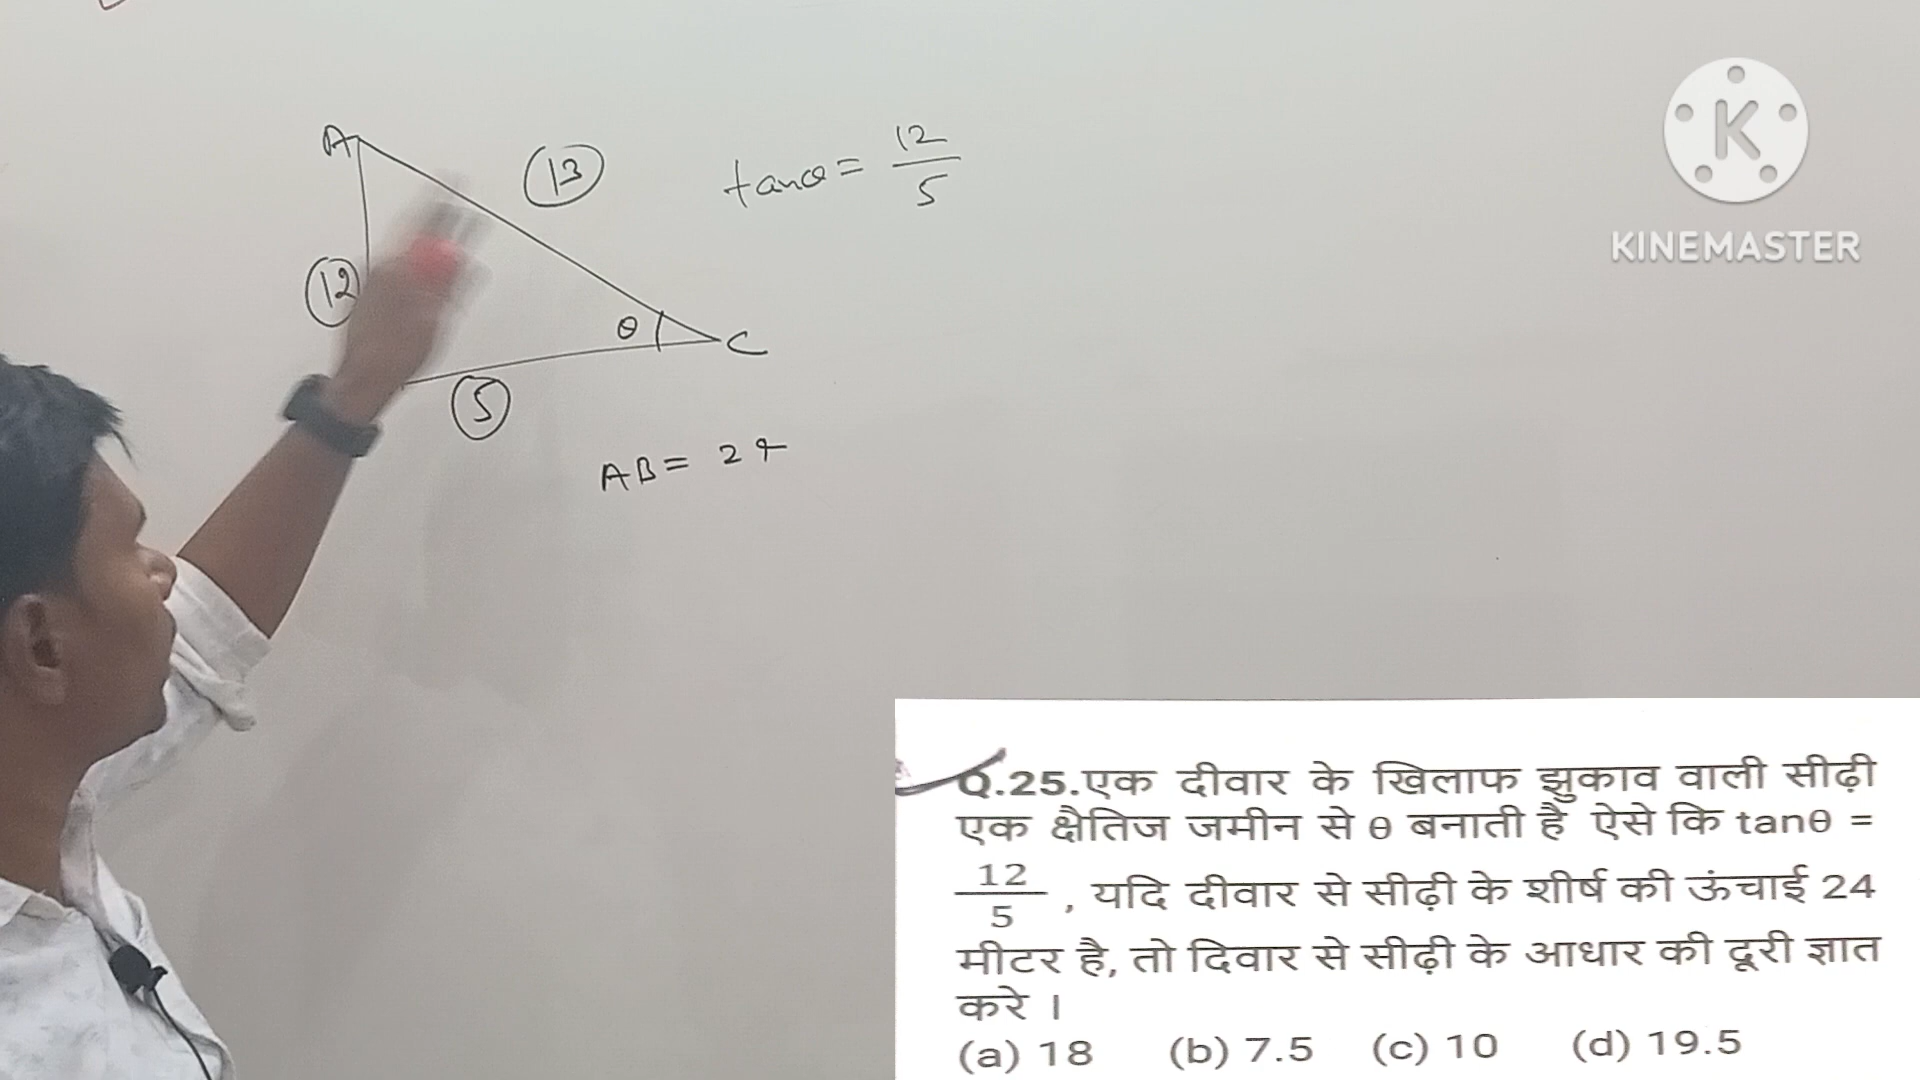 A
13
tanθ = 12/5
12
θ
C
5
AB = 24
K
KINEMASTER
Q.25.एक दीवार के खिलाफ झुकाव वाली सीढ़ी
एक क्षैतिज जमीन से θ बनाती है ऐसे कि tanθ =
12/5 , यदि दीवार से सीढ़ी के शीर्ष की ऊंचाई 24
मीटर है, तो दिवार से सीढ़ी के आधार की दूरी ज्ञात
करे ।
(a) 18 (b) 7.5 (c) 10 (d) 19.5